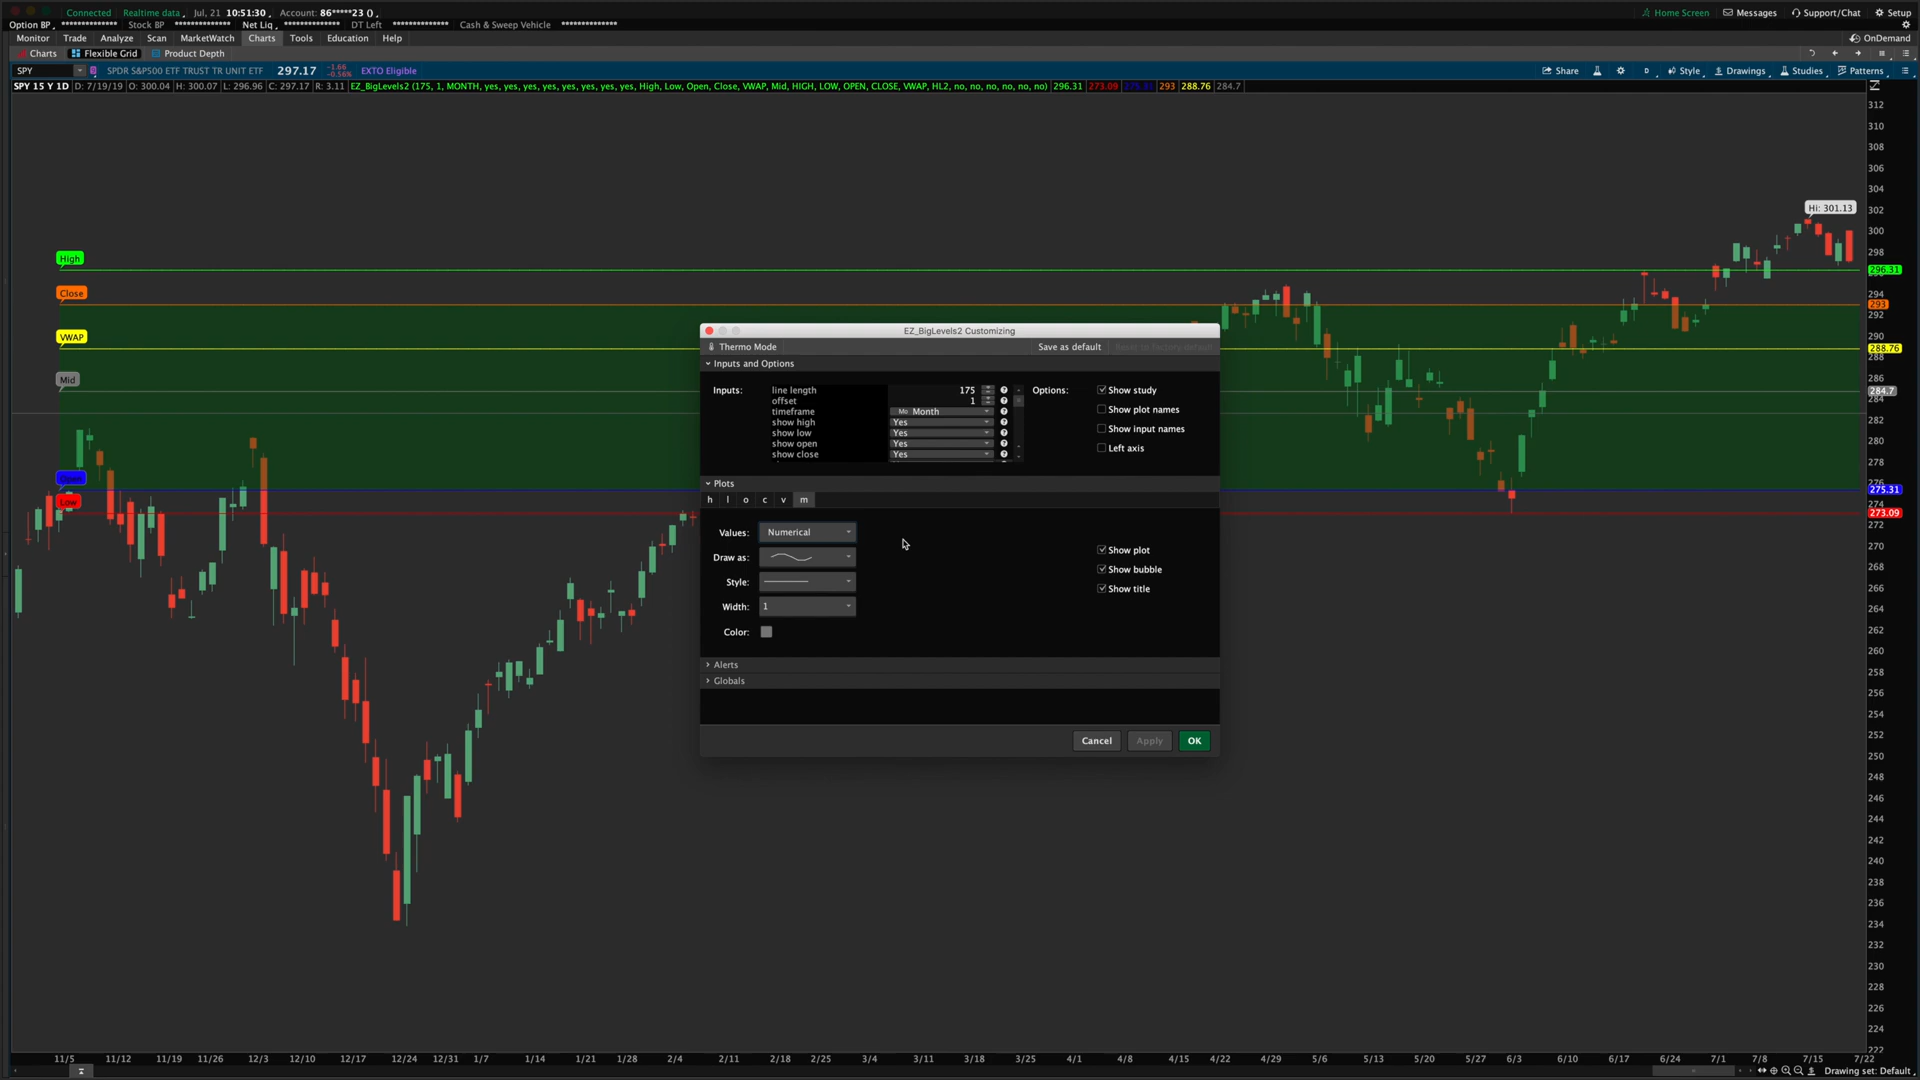 Connected Realtime data Jul, 21 10:51:30 Account: 86*****23 () Home Screen Messages Support/Chat Setup
Option BP ************** Stock BP ************** Net Liq ************** DT Left ************** Cash & Sweep Vehicle **************
Monitor Trade Analyze Scan MarketWatch Charts Tools Education Help OnDemand
Charts Flexible Grid Product Depth
SPY SPDR S&P500 ETF TRUST TR UNIT ETF 297.17 -1.66 -0.56% EXTO Eligible Share D Style Drawings Studies Patterns
SPY 15 Y 1D D: 7/19/19 O: 300.04 H: 300.07 L: 296.96 C: 297.17 R: 3.11 EZ_BigLevels2 (175, 1, MONTH, yes, yes, yes, yes, yes, yes, yes, yes, High, Low, Open, Close, VWAP, Mid, HIGH, LOW, OPEN, CLOSE, VWAP, HL2, no, no, no, no, no, no) 296.31 273.09 275.31 293 288.76 284.7
312
310
308
306
304
Hi: 301.13
302
300
High
298
296.31
Close
294
293
292
VWAP
290
288.76
288
Mid
286
284.7
284
282
280
278
Open
276
275.31
Low
274
273.09
272
270
268
266
264
262
260
258
256
254
252
250
248
246
244
242
240
238
236
234
232
230
228
226
224
222
EZ_BigLevels2 Customizing
Thermo Mode Save as default Reset to factory default
Inputs and Options
Inputs: line length 175 Options: Show study
offset 1
timeframe Mo Month Show plot names
show high Yes
show low Yes Show input names
show open Yes Left axis
show close Yes
Plots
h l o c v m
Values: Numerical
Draw as: Show plot
Style: Show bubble
Width: 1 Show title
Color:
Alerts
Globals
Cancel Apply OK
11/5 11/12 11/19 11/26 12/3 12/10 12/17 12/24 12/31 1/7 1/14 1/21 1/28 2/4 2/11 2/18 2/25 3/4 3/11 3/18 3/25 4/1 4/8 4/15 4/22 4/29 5/6 5/13 5/20 5/27 6/3 6/10 6/17 6/24 7/1 7/8 7/15 7/22
Drawing set: Default